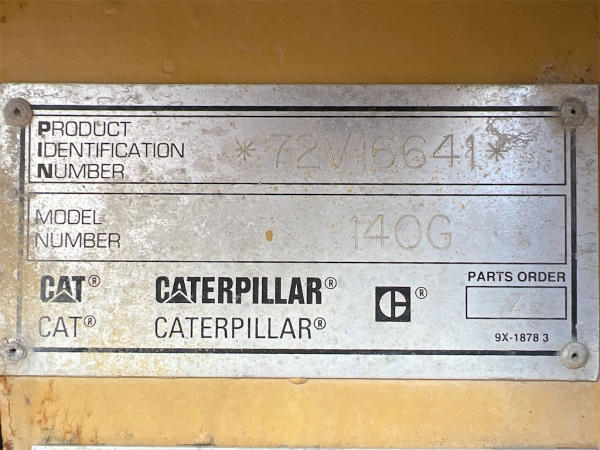 PRODUCT
IDENTIFICATION
NUMBER
*72V16641*
MODEL
NUMBER
140G
CAT® CATERPILLAR® ®
CAT® CATERPILLAR®
PARTS ORDER
9X-1878 3